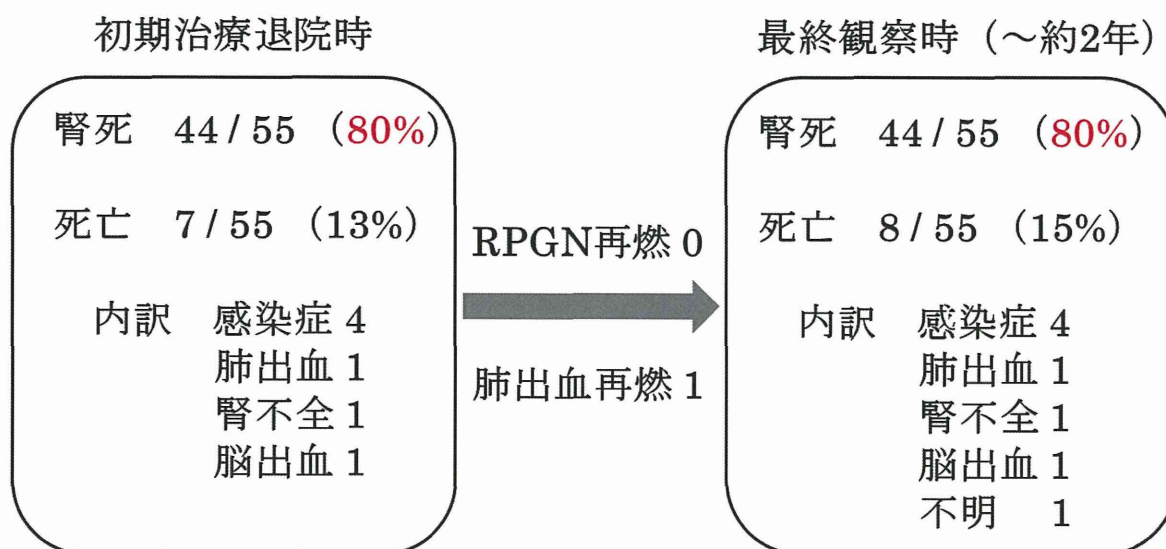 初期治療退院時
腎死 44 / 55 (80%)
死亡 7 / 55 (13%)
内訳 感染症 4
肺出血 1
腎不全 1
脳出血 1
RPGN再燃 0
肺出血再燃 1
最終観察時（～約2年）
腎死 44 / 55 (80%)
死亡 8 / 55 (15%)
内訳 感染症 4
肺出血 1
腎不全 1
脳出血 1
不明 1